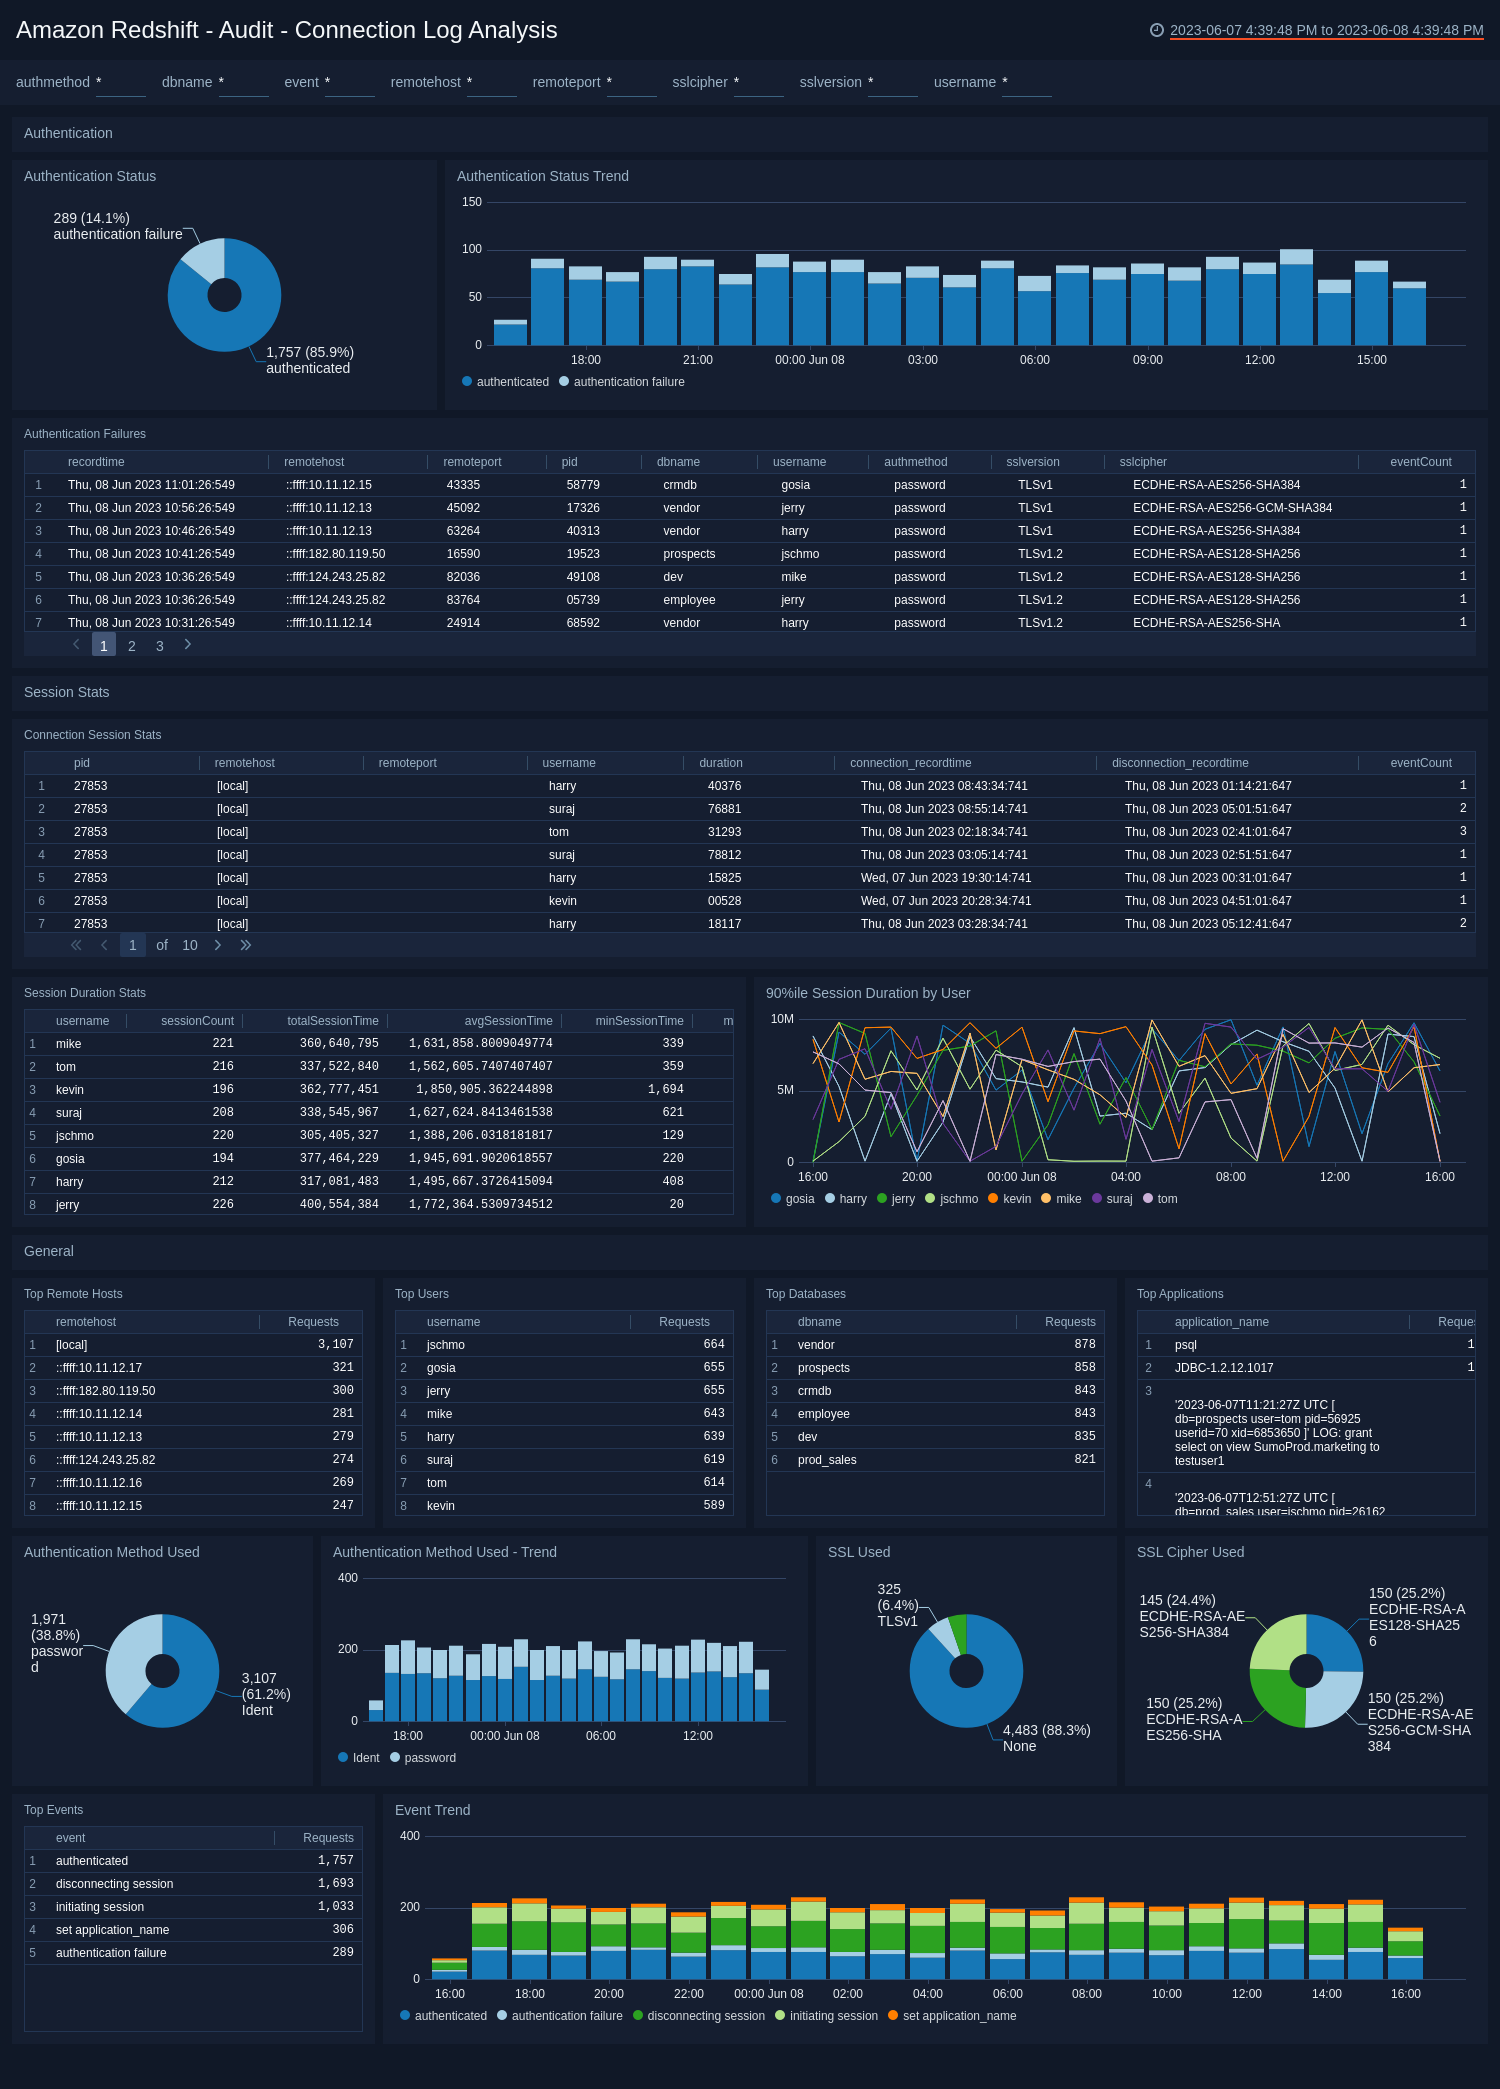 Amazon Redshift - Audit - Connection Log Analysis
2023-06-07 4:39:48 PM to 2023-06-08 4:39:48 PM
authmethod * dbname * event * remotehost * remoteport * sslcipher * sslversion * username *
Authentication
Authentication Status
289 (14.1%)
authentication failure
1,757 (85.9%)
authenticated
Authentication Status Trend
150
100
50
0
18:00 21:00 00:00 Jun 08 03:00 06:00 09:00 12:00 15:00
authenticated authentication failure
Authentication Failures
recordtime remotehost remoteport pid dbname username authmethod sslversion sslcipher eventCount
1 Thu, 08 Jun 2023 11:01:26:549 ::ffff:10.11.12.15 43335 58779 crmdb gosia password TLSv1 ECDHE-RSA-AES256-SHA384 1
2 Thu, 08 Jun 2023 10:56:26:549 ::ffff:10.11.12.13 45092 17326 vendor jerry password TLSv1 ECDHE-RSA-AES256-GCM-SHA384 1
3 Thu, 08 Jun 2023 10:46:26:549 ::ffff:10.11.12.13 63264 40313 vendor harry password TLSv1 ECDHE-RSA-AES256-SHA384 1
4 Thu, 08 Jun 2023 10:41:26:549 ::ffff:182.80.119.50 16590 19523 prospects jschmo password TLSv1.2 ECDHE-RSA-AES128-SHA256 1
5 Thu, 08 Jun 2023 10:36:26:549 ::ffff:124.243.25.82 82036 49108 dev mike password TLSv1.2 ECDHE-RSA-AES128-SHA256 1
6 Thu, 08 Jun 2023 10:36:26:549 ::ffff:124.243.25.82 83764 05739 employee jerry password TLSv1.2 ECDHE-RSA-AES128-SHA256 1
7 Thu, 08 Jun 2023 10:31:26:549 ::ffff:10.11.12.14 24914 68592 vendor harry password TLSv1.2 ECDHE-RSA-AES256-SHA 1
1 2 3
Session Stats
Connection Session Stats
pid remotehost remoteport username duration connection_recordtime disconnection_recordtime eventCount
1 27853 [local] harry 40376 Thu, 08 Jun 2023 08:43:34:741 Thu, 08 Jun 2023 01:14:21:647 1
2 27853 [local] suraj 76881 Thu, 08 Jun 2023 08:55:14:741 Thu, 08 Jun 2023 05:01:51:647 2
3 27853 [local] tom 31293 Thu, 08 Jun 2023 02:18:34:741 Thu, 08 Jun 2023 02:41:01:647 3
4 27853 [local] suraj 78812 Thu, 08 Jun 2023 03:05:14:741 Thu, 08 Jun 2023 02:51:51:647 1
5 27853 [local] harry 15825 Wed, 07 Jun 2023 19:30:14:741 Thu, 08 Jun 2023 00:31:01:647 1
6 27853 [local] kevin 00528 Wed, 07 Jun 2023 20:28:34:741 Thu, 08 Jun 2023 04:51:01:647 1
7 27853 [local] harry 18117 Thu, 08 Jun 2023 03:28:34:741 Thu, 08 Jun 2023 05:12:41:647 2
1 of 10
Session Duration Stats
username sessionCount totalSessionTime avgSessionTime minSessionTime m
1 mike 221 360,640,795 1,631,858.8009049774 339
2 tom 216 337,522,840 1,562,605.7407407407 359
3 kevin 196 362,777,451 1,850,905.362244898 1,694
4 suraj 208 338,545,967 1,627,624.8413461538 621
5 jschmo 220 305,405,327 1,388,206.0318181817 129
6 gosia 194 377,464,229 1,945,691.9020618557 220
7 harry 212 317,081,483 1,495,667.3726415094 408
8 jerry 226 400,554,384 1,772,364.5309734512 20
90%ile Session Duration by User
10M
5M
0
16:00 20:00 00:00 Jun 08 04:00 08:00 12:00 16:00
gosia harry jerry jschmo kevin mike suraj tom
General
Top Remote Hosts
remotehost Requests
1 [local] 3,107
2 ::ffff:10.11.12.17 321
3 ::ffff:182.80.119.50 300
4 ::ffff:10.11.12.14 281
5 ::ffff:10.11.12.13 279
6 ::ffff:124.243.25.82 274
7 ::ffff:10.11.12.16 269
8 ::ffff:10.11.12.15 247
Top Users
username Requests
1 jschmo 664
2 gosia 655
3 jerry 655
4 mike 643
5 harry 639
6 suraj 619
7 tom 614
8 kevin 589
Top Databases
dbname Requests
1 vendor 878
2 prospects 858
3 crmdb 843
4 employee 843
5 dev 835
6 prod_sales 821
Top Applications
application_name Reques
1 psql 1
2 JDBC-1.2.12.1017 1
3
'2023-06-07T11:21:27Z UTC [
db=prospects user=tom pid=56925
userid=70 xid=6853650 ]' LOG: grant
select on view SumoProd.marketing to
testuser1
4
'2023-06-07T12:51:27Z UTC [
db=prod_sales user=jschmo pid=26162
Authentication Method Used
1,971
(38.8%)
passwor
d
3,107
(61.2%)
Ident
Authentication Method Used - Trend
400
200
0
18:00 00:00 Jun 08 06:00 12:00
Ident password
SSL Used
325
(6.4%)
TLSv1
4,483 (88.3%)
None
SSL Cipher Used
145 (24.4%)
ECDHE-RSA-AE
S256-SHA384
150 (25.2%)
ECDHE-RSA-A
ES128-SHA25
6
150 (25.2%)
ECDHE-RSA-A
ES256-SHA
150 (25.2%)
ECDHE-RSA-AE
S256-GCM-SHA
384
Top Events
event Requests
1 authenticated 1,757
2 disconnecting session 1,693
3 initiating session 1,033
4 set application_name 306
5 authentication failure 289
Event Trend
400
200
0
16:00 18:00 20:00 22:00 00:00 Jun 08 02:00 04:00 06:00 08:00 10:00 12:00 14:00 16:00
authenticated authentication failure disconnecting session initiating session set application_name